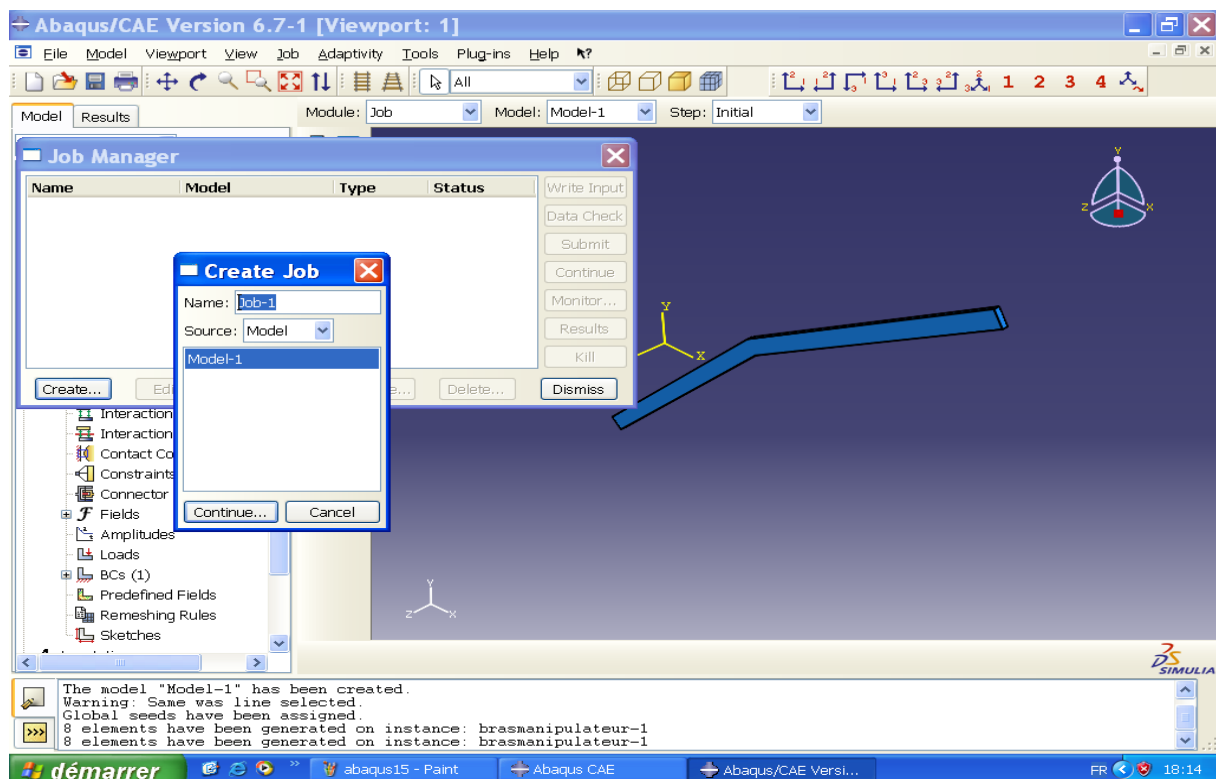 Abaqus/CAE Version 6.7-1 [Viewport: 1]
File Model Viewport View Job Adaptivity Tools Plug-ins Help
All
1 2 3 4
Model Results
Module: Job Model: Model-1 Step: Initial
Job Manager
Name Model Type Status
Write Input
Data Check
Submit
Continue
Monitor...
Results
Kill
Create... Delete... Dismiss
Create Job
Name: Job-1
Source: Model
Model-1
Continue... Cancel
Interaction
Interaction
Contact Co
Constraints
Connector
Fields
Amplitudes
Loads
BCs (1)
Predefined Fields
Remeshing Rules
Sketches
Y
Z X
Y
X
Y
Z X
SIMULIA
The model "Model-1" has been created.
Warning: Same was line selected.
Global seeds have been assigned.
8 elements have been generated on instance: brasmanipulateur-1
8 elements have been generated on instance: brasmanipulateur-1
démarrer abaqus15 - Paint Abaqus CAE Abaqus/CAE Versi... FR 18:14